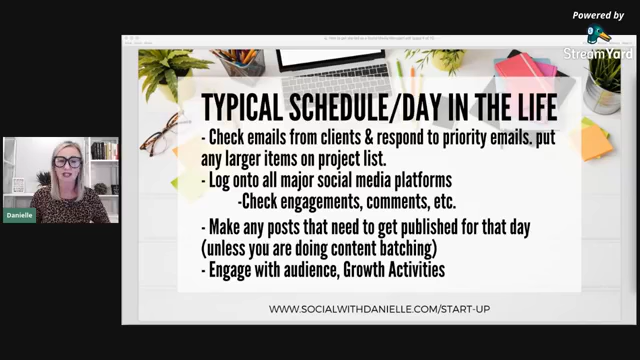 Powered by
StreamYard
TYPICAL SCHEDULE/DAY IN THE LIFE
- Check emails from clients & respond to priority emails. put
any larger items on project list.
- Log onto all major social media platforms
-Check engagements, comments, etc.
- Make any posts that need to get published for that day
(unless you are doing content batching)
- Engage with audience, Growth Activities
WWW.SOCIALWITHDANIELLE.COM/START-UP
Danielle